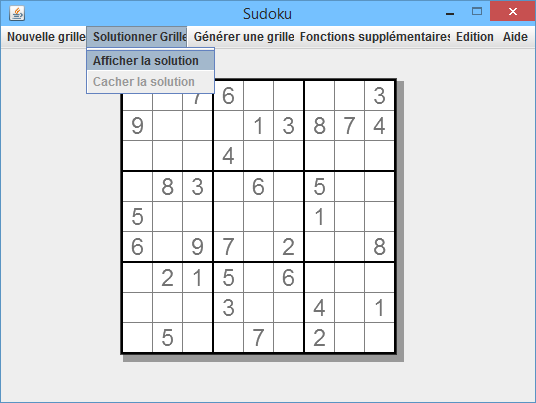 Sudoku
Nouvelle grille Solutionner Grille Générer une grille Fonctions supplémentaires Edition Aide
Afficher la solution
Cacher la solution
7 6 3
9 1 3 8 7 4
4
8 3 6 5
5 1
6 9 7 2 8
2 1 5 6
3 4 1
5 7 2